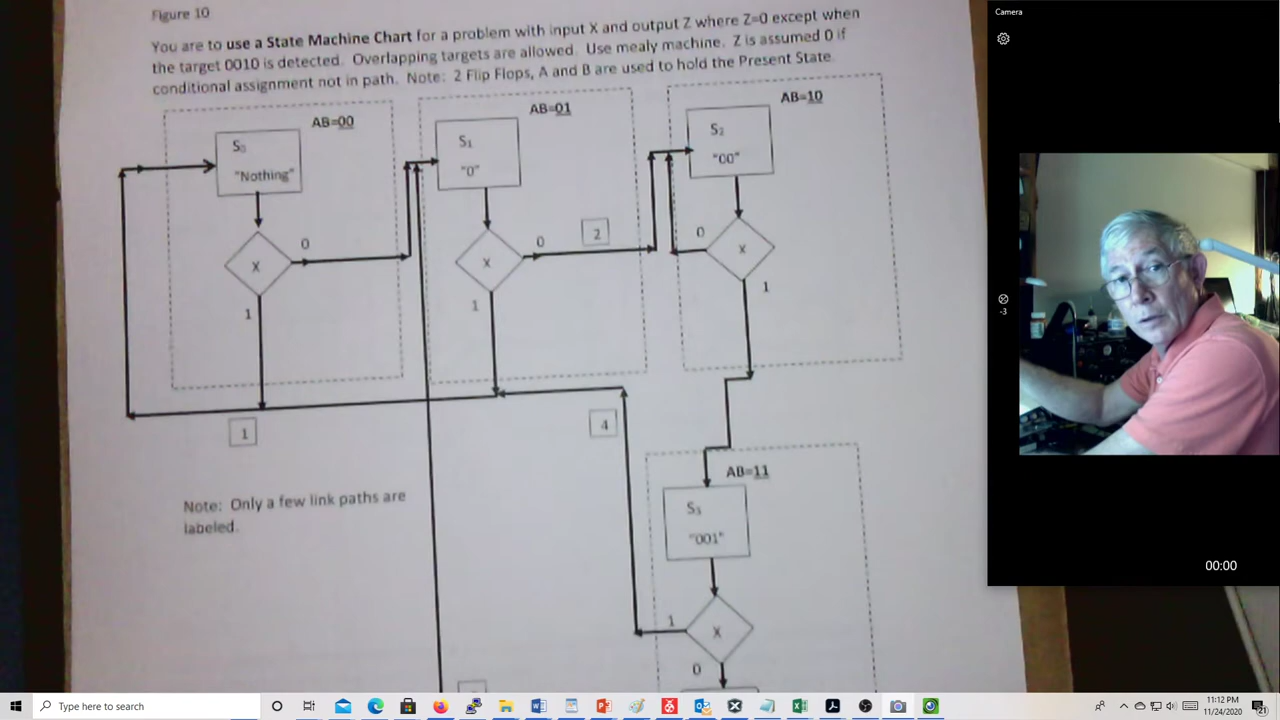 Figure 10
You are to use a State Machine Chart for a problem with input X and output Z where Z=0 except when
the target 0010 is detected. Overlapping targets are allowed. Use mealy machine. Z is assumed 0 if
conditional assignment not in path. Note: 2 Flip Flops, A and B are used to hold the Present State.
AB=00
AB=01
AB=10
S₀
"Nothing"
S₁
"0"
S₂
"00"
X
0
1
X
0
2
1
X
0
1
1
4
AB=11
Note: Only a few link paths are
labeled.
S₃
"001"
X
1
0
Camera
-3
00:00
Type here to search
11:12 PM
11/24/2020
21